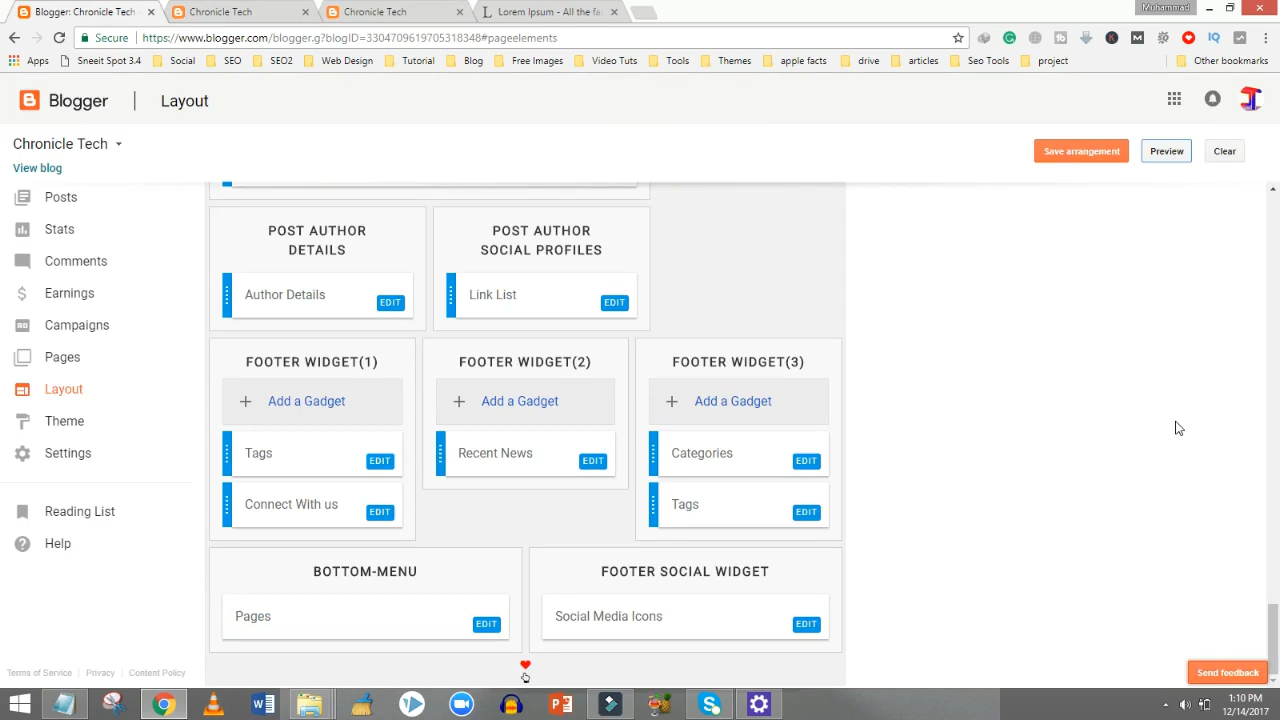 Blogger: Chronicle Tech - × Chronicle Tech × Chronicle Tech × Lorem Ipsum - All the fa × Muhammad
Secure https://www.blogger.com/blogger.g?blogID=3304709619705318348#pageelements
Apps Sneeit Spot 3.4 Social SEO SEO2 Web Design Tutorial Blog Free Images Video Tuts Tools Themes apple facts drive articles Seo Tools project Other bookmarks
Blogger Layout
Chronicle Tech
View blog
Save arrangement Preview Clear
Posts
Stats
Comments
Earnings
Campaigns
Pages
Layout
Theme
Settings
Reading List
Help
Terms of Service Privacy Content Policy
POST AUTHOR
DETAILS
Author Details EDIT
POST AUTHOR
SOCIAL PROFILES
Link List EDIT
FOOTER WIDGET(1)
+ Add a Gadget
Tags EDIT
Connect With us EDIT
FOOTER WIDGET(2)
+ Add a Gadget
Recent News EDIT
FOOTER WIDGET(3)
+ Add a Gadget
Categories EDIT
Tags EDIT
BOTTOM-MENU
Pages EDIT
FOOTER SOCIAL WIDGET
Social Media Icons EDIT
Send feedback
1:10 PM
12/14/2017